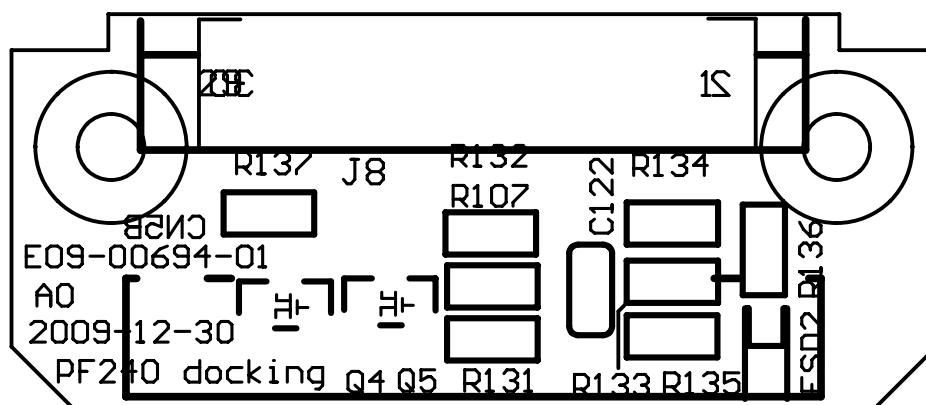 12
R137
J8
R132
R134
R107
C122
CN5B
R136
E09-00694-01
A0
2009-12-30
PF240 docking
Q4
Q5
R131
R133
R135
ESD2